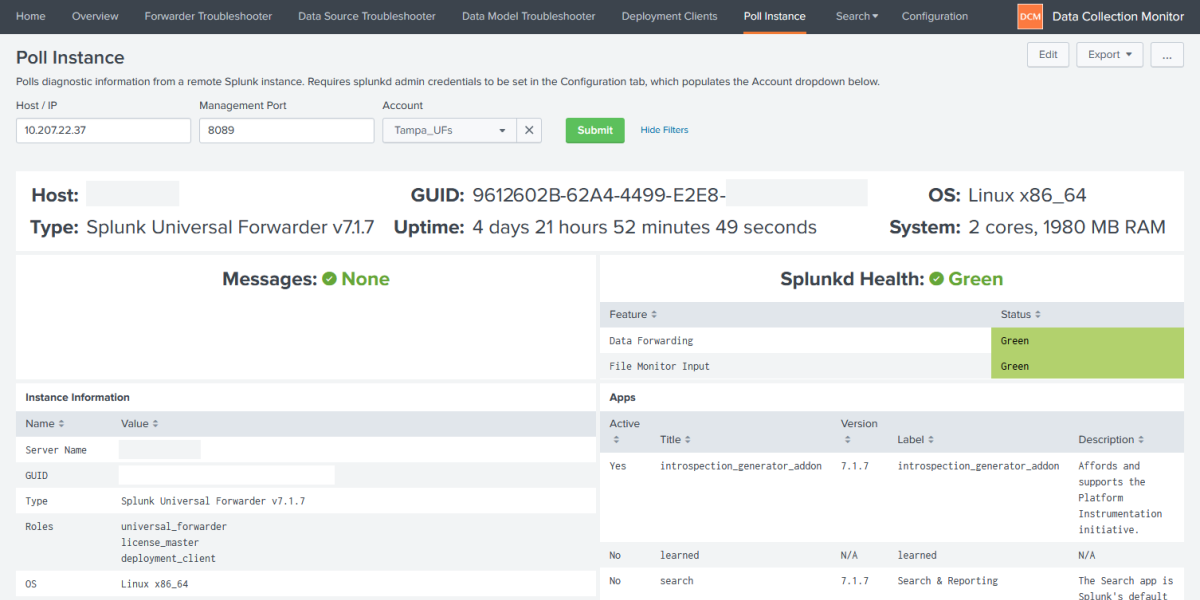 Home Overview Forwarder Troubleshooter Data Source Troubleshooter Data Model Troubleshooter Deployment Clients Poll Instance Search Configuration DCM Data Collection Monitor
Poll Instance
Edit Export ...
Polls diagnostic information from a remote Splunk instance. Requires splunkd admin credentials to be set in the Configuration tab, which populates the Account dropdown below.
Host / IP Management Port Account
10.207.22.37 8089 Tampa_UFs Submit Hide Filters
Host: GUID: 9612602B-62A4-4499-E2E8- OS: Linux x86_64
Type: Splunk Universal Forwarder v7.1.7 Uptime: 4 days 21 hours 52 minutes 49 seconds System: 2 cores, 1980 MB RAM
Messages: None
Splunkd Health: Green
Feature Status
Data Forwarding Green
File Monitor Input Green
Instance Information
Name Value
Server Name
GUID
Type Splunk Universal Forwarder v7.1.7
Roles universal_forwarder
license_master
deployment_client
OS Linux x86_64
Apps
Active Title Version Label Description
Yes introspection_generator_addon 7.1.7 introspection_generator_addon Affords and
supports the
Platform
Instrumentation
initiative.
No learned N/A learned N/A
No search 7.1.7 Search & Reporting The Search app is
Splunk's default